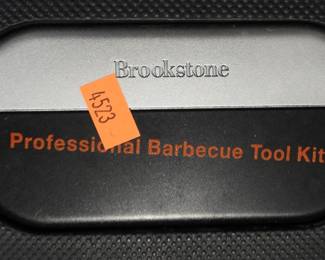 Brookstone
4523
Professional Barbecue Tool Kit